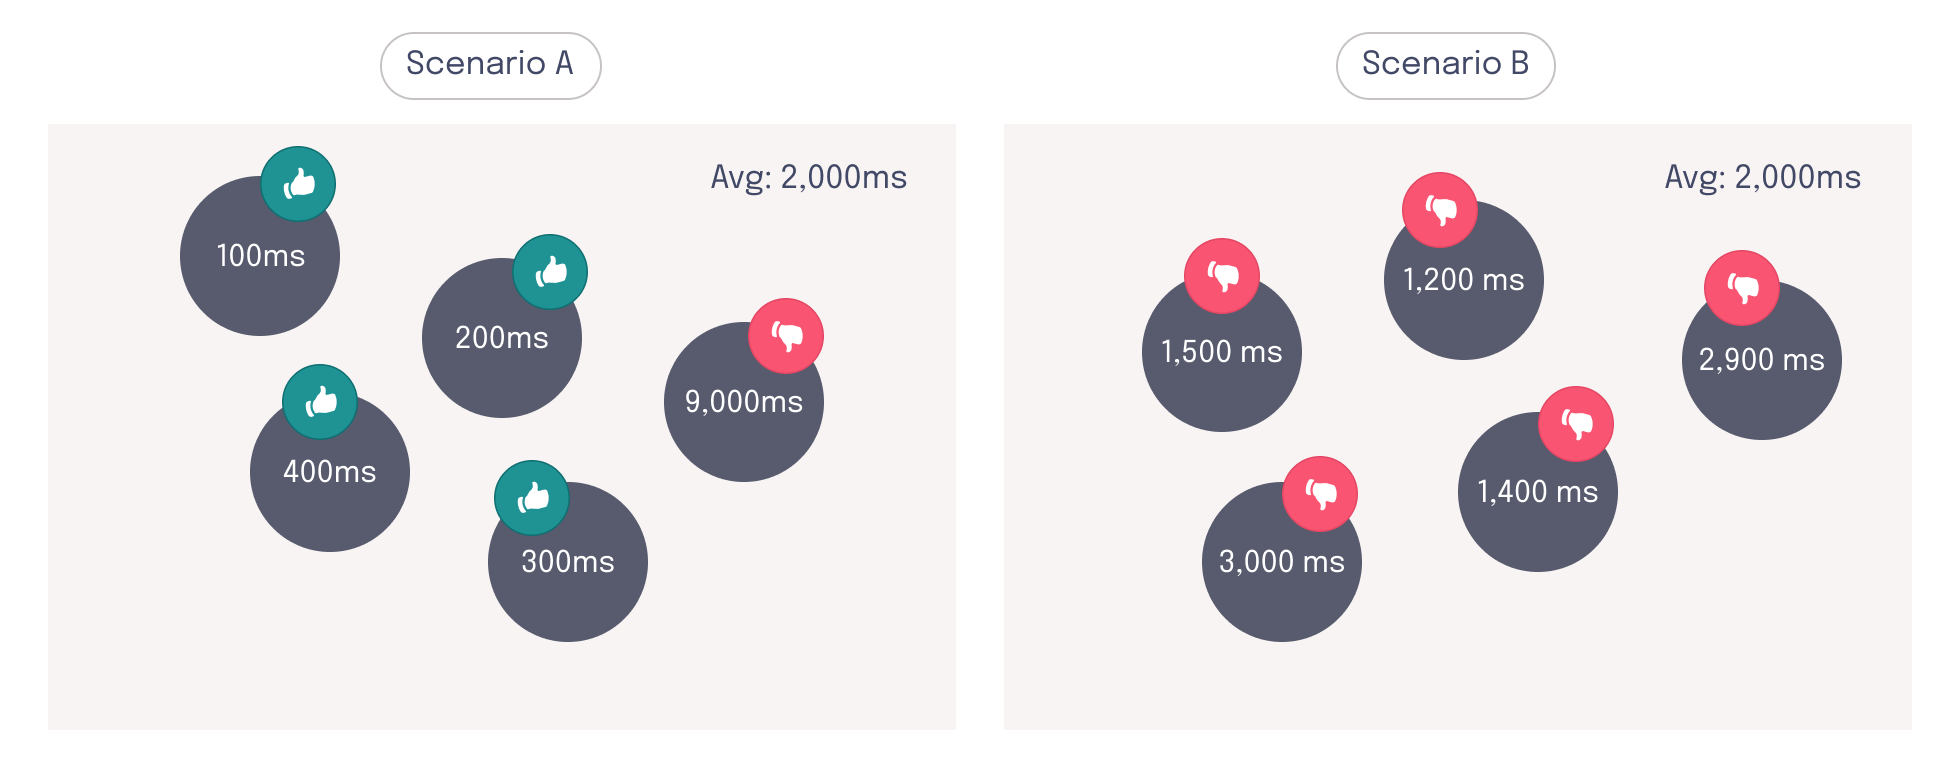 Scenario A
Avg: 2,000ms
100ms
200ms
9,000ms
400ms
300ms
Scenario B
Avg: 2,000ms
1,200 ms
1,500 ms
2,900 ms
1,400 ms
3,000 ms